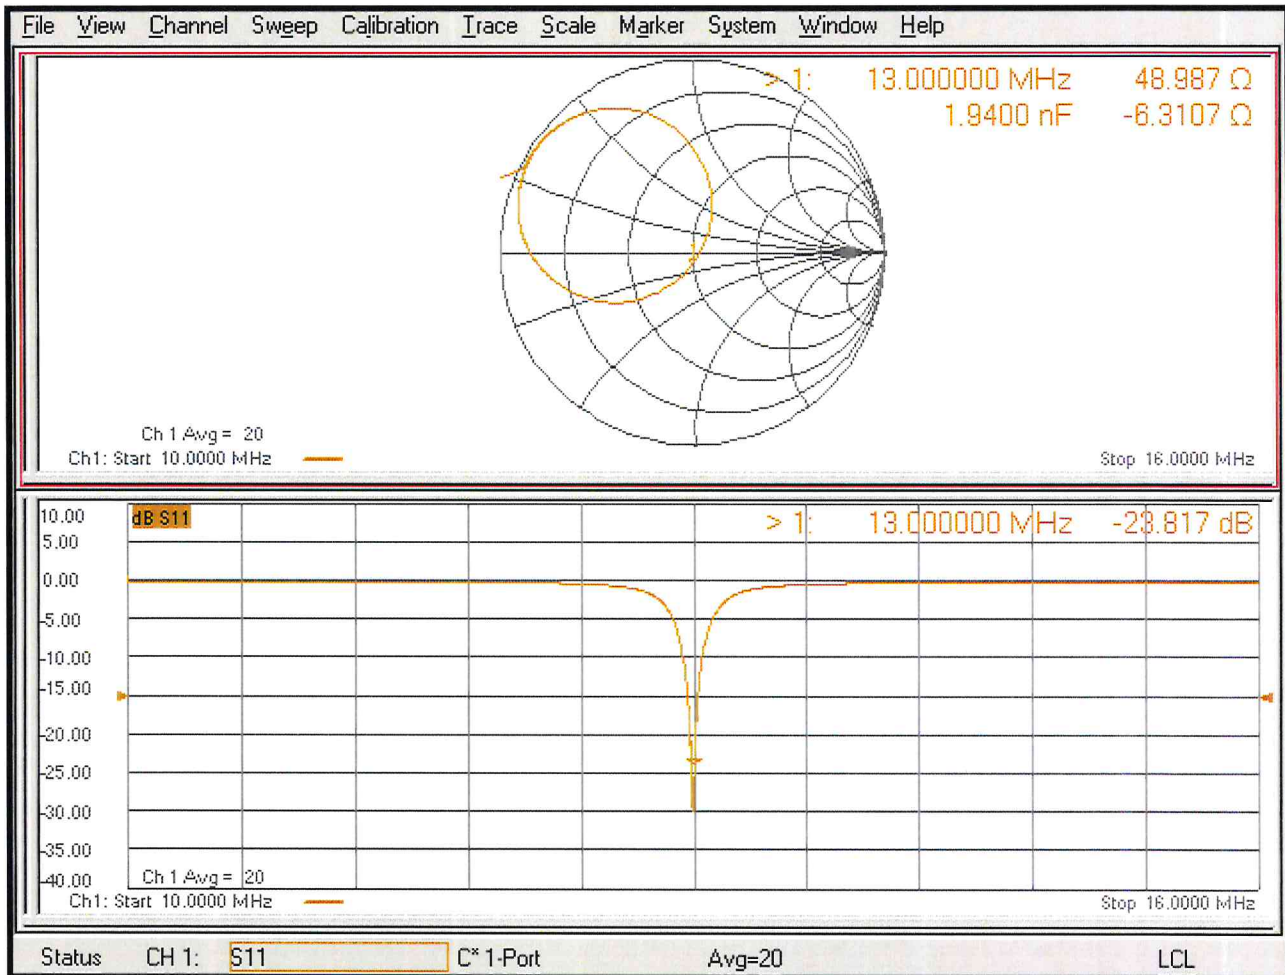 File View Channel Sweep Calibration Trace Scale Marker System Window Help
> 1: 13.000000 MHz 48.987 Ω
1.9400 nF -6.3107 Ω
Ch 1 Avg = 20
Ch1: Start 10.0000 MHz Stop 16.0000 MHz
10.00 dB S11 > 1: 13.000000 MHz -23.817 dB
5.00
0.00
-5.00
-10.00
-15.00
-20.00
-25.00
-30.00
-35.00
-40.00
Ch 1 Avg = 20
Ch1: Start 10.0000 MHz Stop 16.0000 MHz
Status CH 1: S11 C* 1-Port Avg=20 LCL